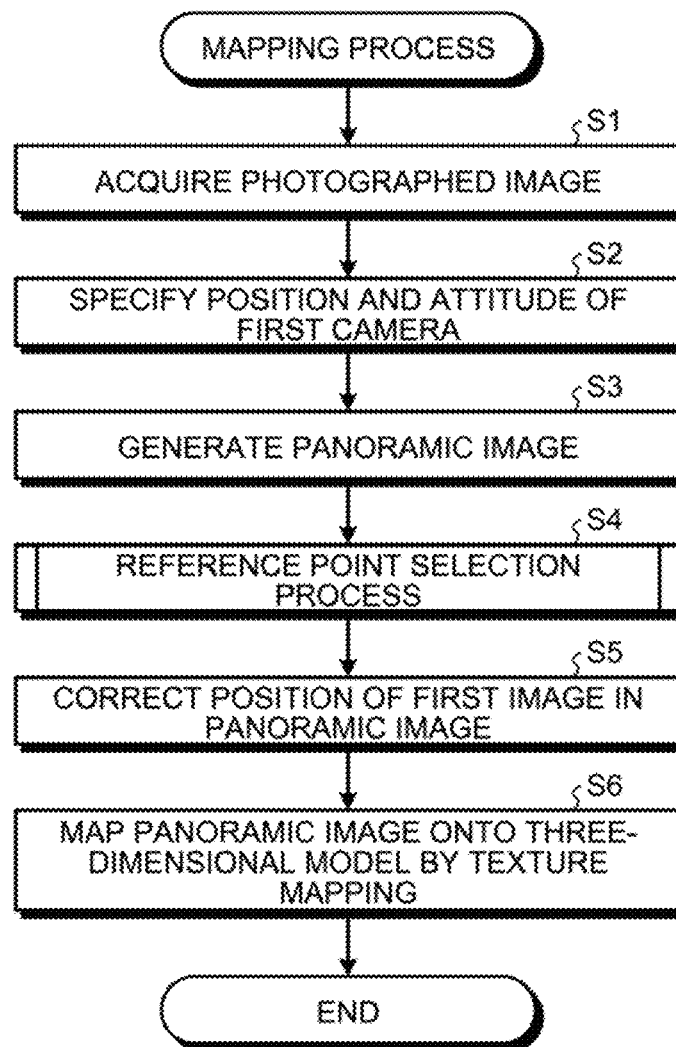 MAPPING PROCESS
S1
ACQUIRE PHOTOGRAPHED IMAGE
S2
SPECIFY POSITION AND ATTITUDE OF
FIRST CAMERA
S3
GENERATE PANORAMIC IMAGE
S4
REFERENCE POINT SELECTION
PROCESS
S5
CORRECT POSITION OF FIRST IMAGE IN
PANORAMIC IMAGE
S6
MAP PANORAMIC IMAGE ONTO THREE-
DIMENSIONAL MODEL BY TEXTURE
MAPPING
END